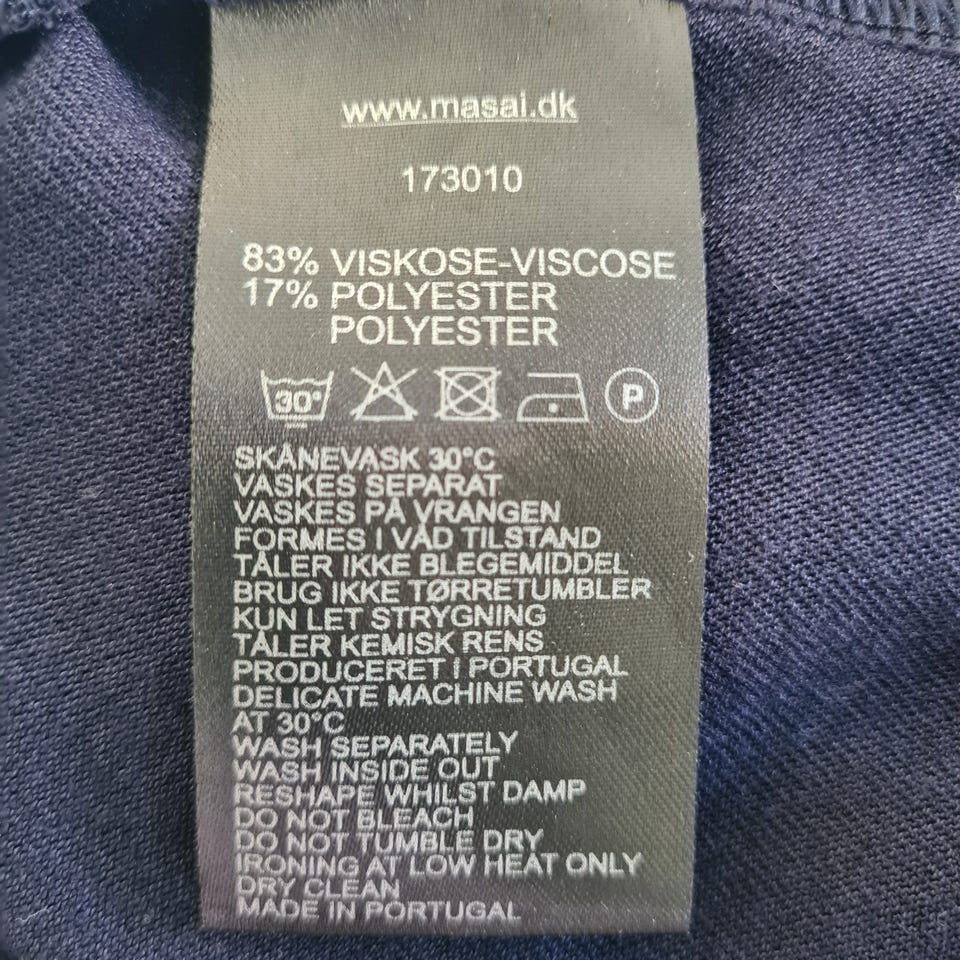 www.masai.dk
173010
83% VISKOSE-VISCOSE
17% POLYESTER
POLYESTER
30° P
SKÅNEVASK 30°C
VASKES SEPARAT
VASKES PÅ VRANGEN
FORMES I VÅD TILSTAND
TÅLER IKKE BLEGEMIDDEL
BRUG IKKE TØRRETUMBLER
KUN LET STRYGNING
TÅLER KEMISK RENS
PRODUCERET I PORTUGAL
DELICATE MACHINE WASH
AT 30°C
WASH SEPARATELY
WASH INSIDE OUT
RESHAPE WHILST DAMP
DO NOT BLEACH
DO NOT TUMBLE DRY
IRONING AT LOW HEAT ONLY
DRY CLEAN
MADE IN PORTUGAL